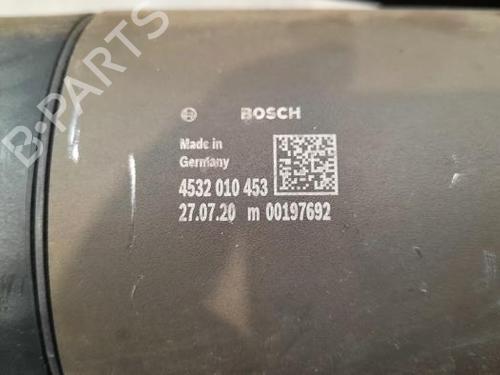 BOSCH
Made in
Germany
4532 010 453
27.07.20 m 00197692
B-PARTS